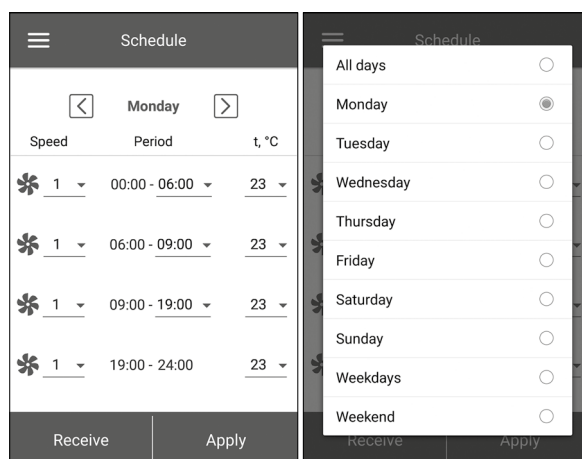 Schedule
Monday
Speed Period t, °C
1 00:00 - 06:00 23
1 06:00 - 09:00 23
1 09:00 - 19:00 23
1 19:00 - 24:00 23
Receive Apply
Schedule
All days
Monday
Tuesday
Wednesday
Thursday
Friday
Saturday
Sunday
Weekdays
Weekend
Receive Apply